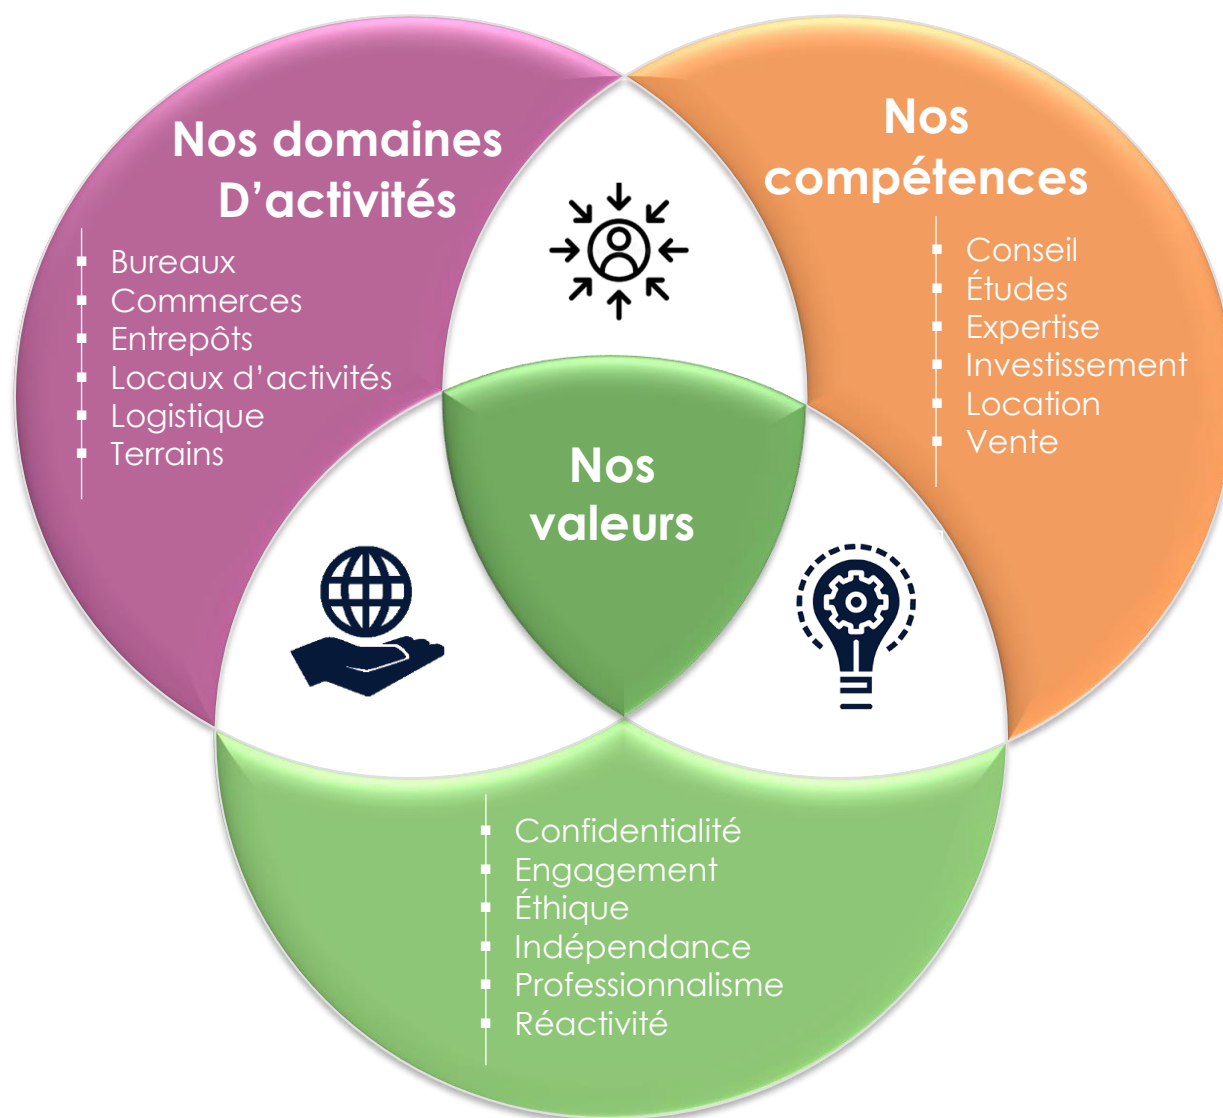 Nos domaines
D’activités
Bureaux
Commerces
Entrepôts
Locaux d’activités
Logistique
Terrains
Nos
compétences
Conseil
Études
Expertise
Investissement
Location
Vente
Nos
valeurs
Confidentialité
Engagement
Éthique
Indépendance
Professionnalisme
Réactivité